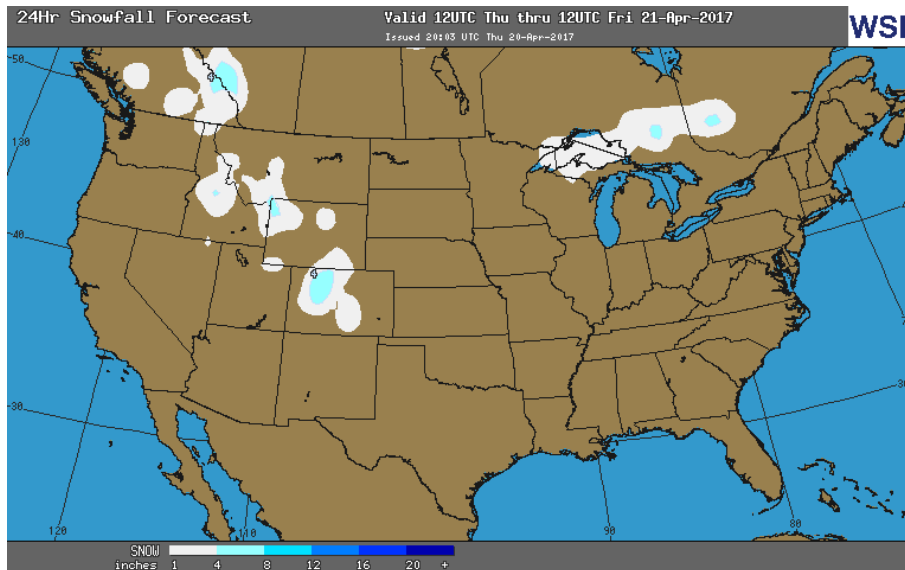 24Hr Snowfall Forecast
Valid 12UTC Thu thru 12UTC Fri 21-Apr-2017
Issued 20:03 UTC Thu 20-Apr-2017
WSI
50
130
40
30
120
110
90
80
SNOW
inches 1 4 8 12 16 20 +